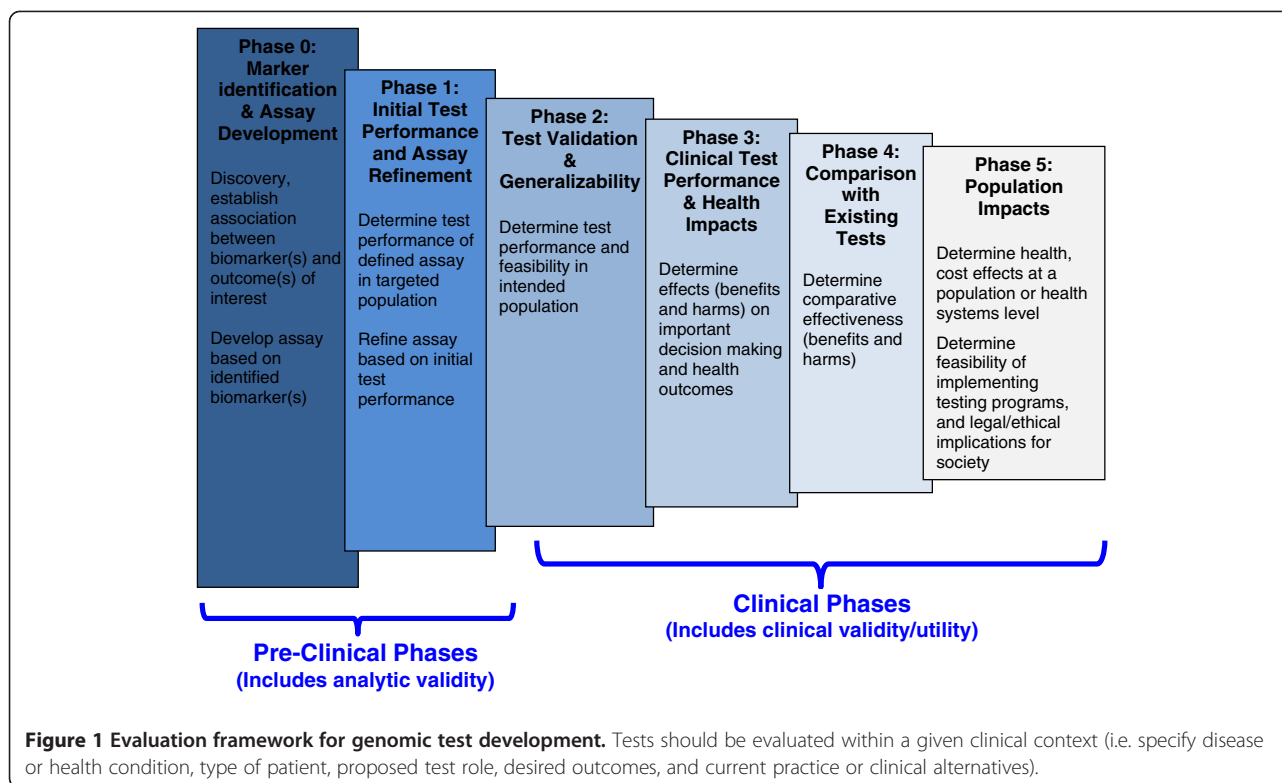 Phase 0:
Marker
identification
& Assay
Development
Discovery,
establish
association
between
biomarker(s) and
outcome(s) of
interest
Develop assay
based on
identified
biomarker(s)
Phase 1:
Initial Test
Performance
and Assay
Refinement
Determine test
performance of
defined assay
in targeted
population
Refine assay
based on initial
test
performance
Phase 2:
Test Validation
&
Generalizability
Determine test
performance and
feasibility in
intended
population
Phase 3:
Clinical Test
Performance
& Health
Impacts
Determine
effects (benefits
and harms) on
important
decision making
and health
outcomes
Phase 4:
Comparison
with
Existing
Tests
Determine
comparative
effectiveness
(benefits and
harms)
Phase 5:
Population
Impacts
Determine health,
cost effects at a
population or health
systems level
Determine
feasibility of
implementing
testing programs,
and legal/ethical
implications for
society
Pre-Clinical Phases
(Includes analytic validity)
Clinical Phases
(Includes clinical validity/utility)
Figure 1 Evaluation framework for genomic test development. Tests should be evaluated within a given clinical context (i.e. specify disease
or health condition, type of patient, proposed test role, desired outcomes, and current practice or clinical alternatives).